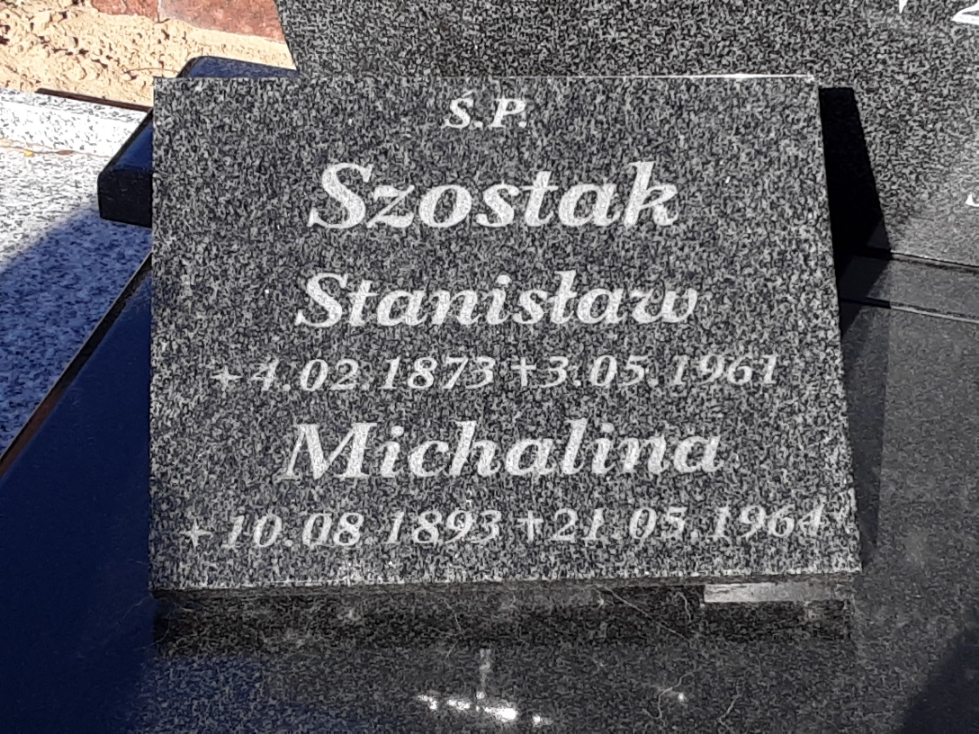 Ś.P.
Szostak
Stanisław
+4.02.1873 †3.05.1961
Michalina
+10.08.1893 †21.05.1964